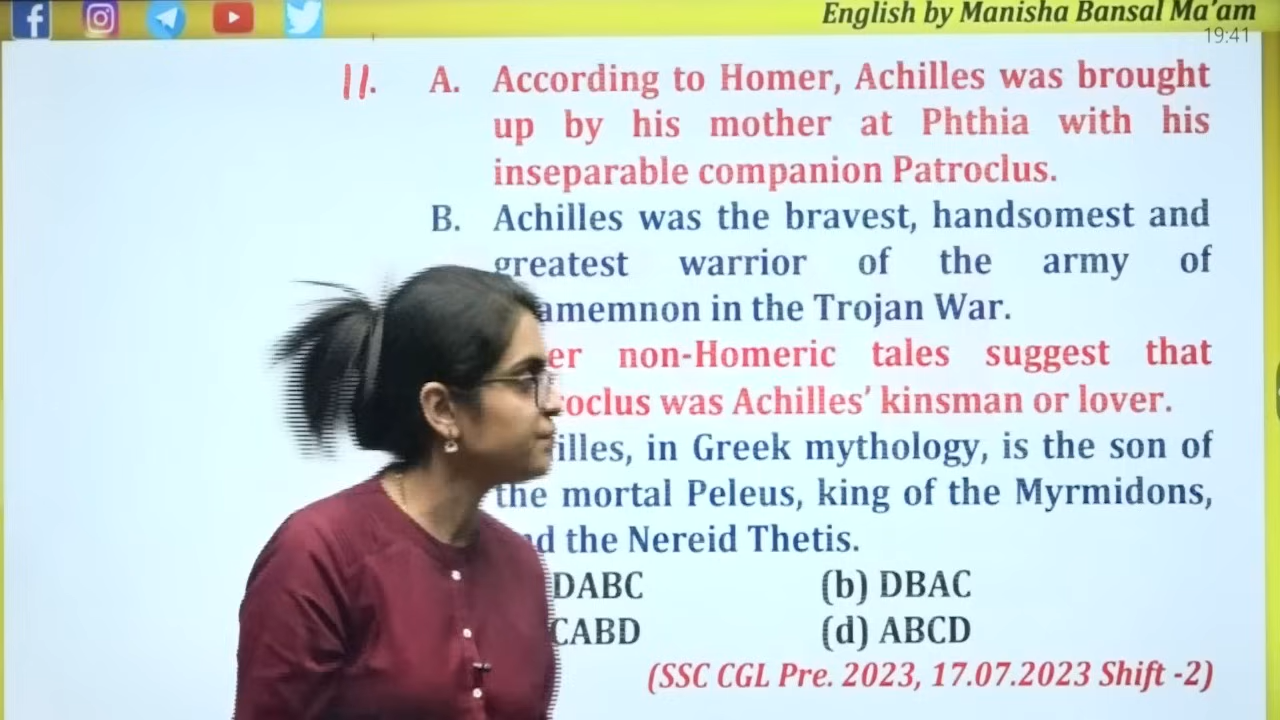 English by Manisha Bansal Ma'am
19:41
11. A. According to Homer, Achilles was brought
up by his mother at Phthia with his
inseparable companion Patroclus.
B. Achilles was the bravest, handsomest and
greatest warrior of the army of
amemnon in the Trojan War.
er non-Homeric tales suggest that
oclus was Achilles' kinsman or lover.
illes, in Greek mythology, is the son of
the mortal Peleus, king of the Myrmidons,
d the Nereid Thetis.
DABC (b) DBAC
CABD (d) ABCD
(SSC CGL Pre. 2023, 17.07.2023 Shift -2)